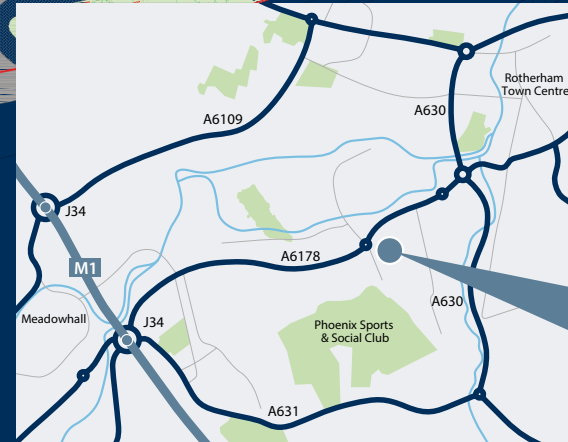 Rotherham
Town Centre
A6109
A630
J34
A6178
M1
A630
Meadowhall
J34
Phoenix Sports
& Social Club
A631